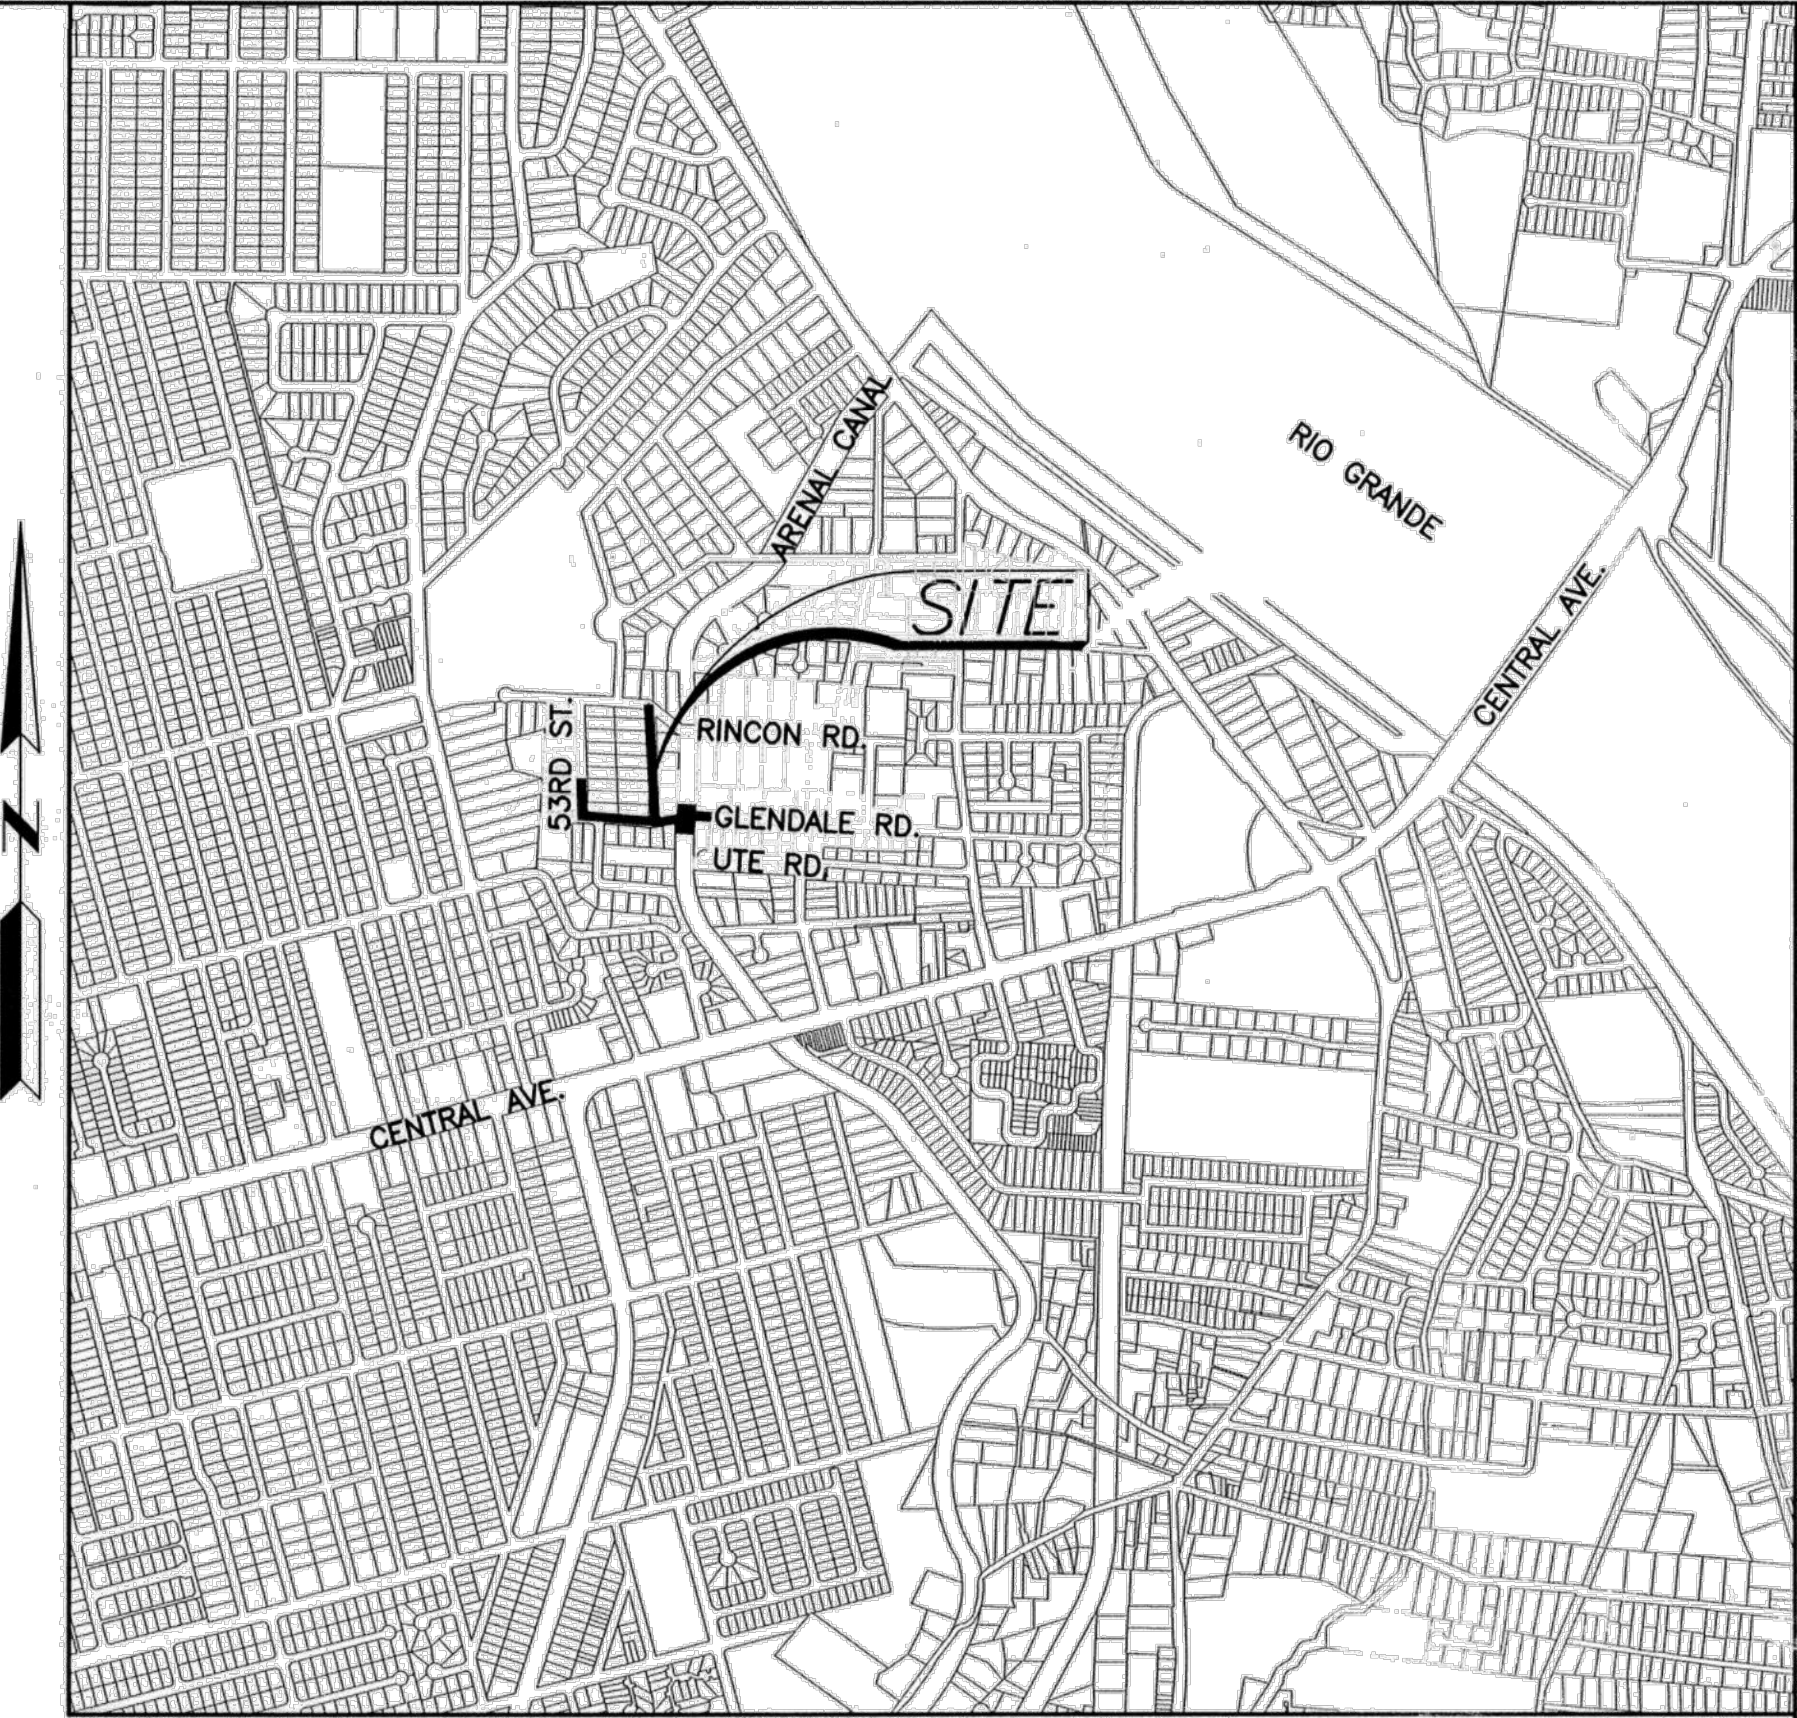 ARENAL CANAL
RIO GRANDE
SITE
CENTRAL AVE.
53RD ST.
RINCON RD.
GLENDALE RD.
UTE RD.
N
CENTRAL AVE.